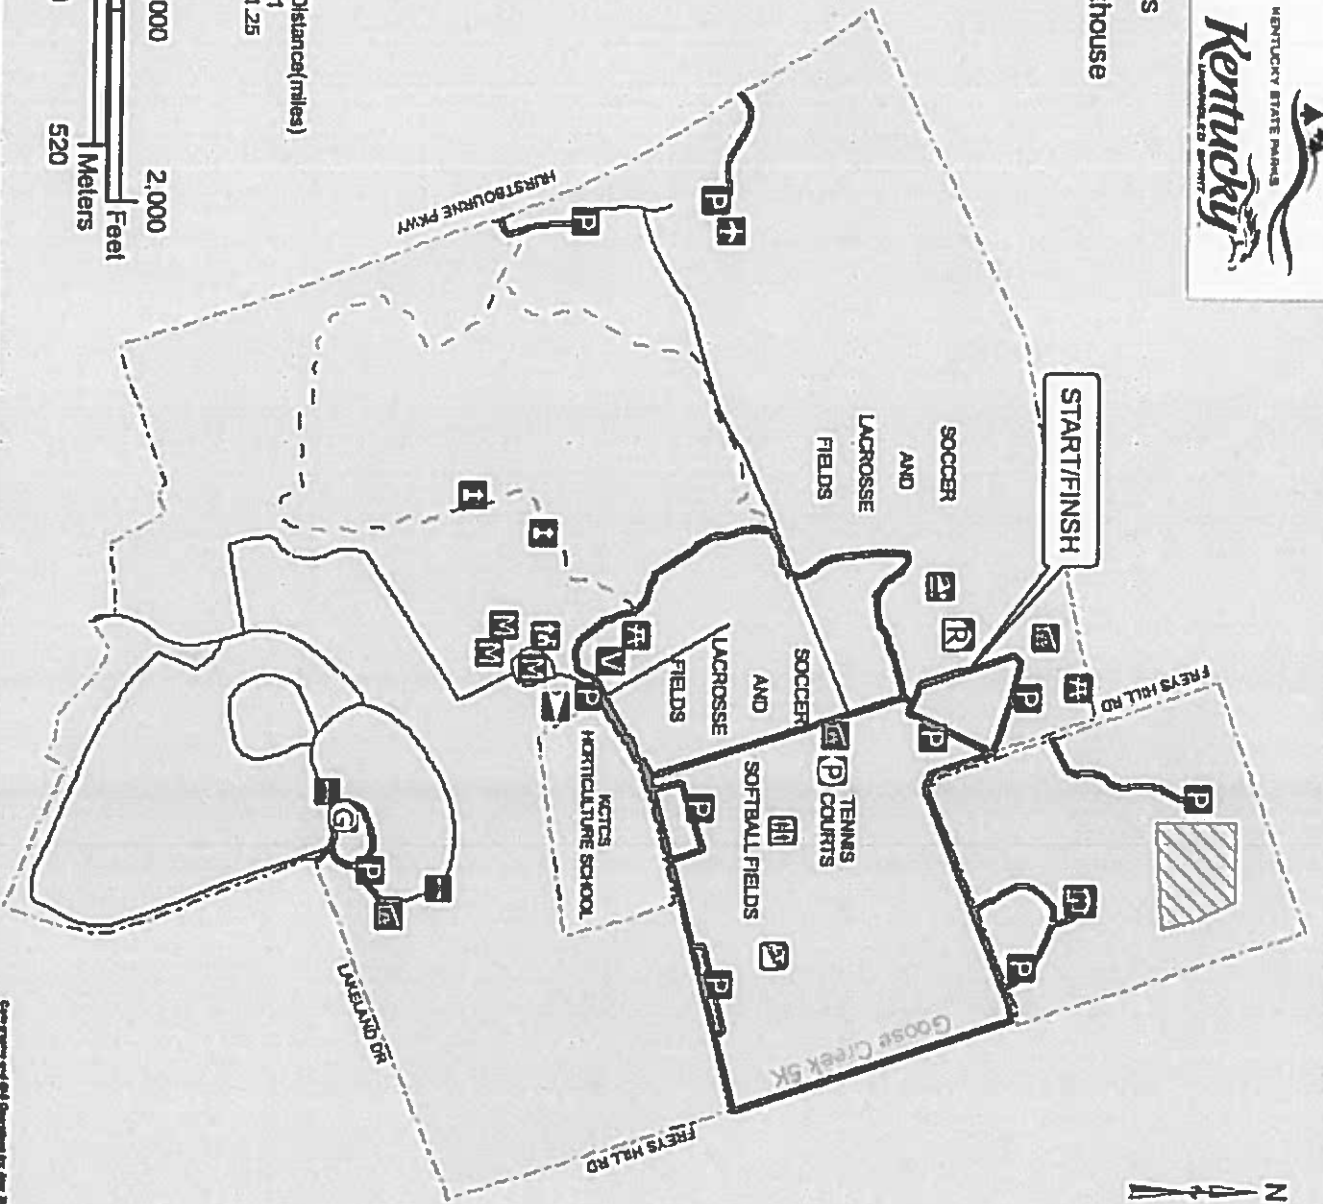 KENTUCKY STATE PARKS
Kentucky
UNBRIDLED SPIRIT
house
START/FINSH
SOCCER
AND
LACROSSE
FIELDS
SOCCER
AND
LACROSSE
FIELDS
TENNIS
COURTS
SOFTBALL FIELDS
KCTCS
HORTICULTURE SCHOOL
HURSTBOURNE PKWY
FREYS HILL RD
FREYS HILL RD
LAKELAND DR
Goose Creek 5K
Distance(miles)
1
1.25
000
2,000
Feet
520
Meters
N
P
P
P
P
P
P
P
P
P
P
P
R
P
V
M
M
M
G